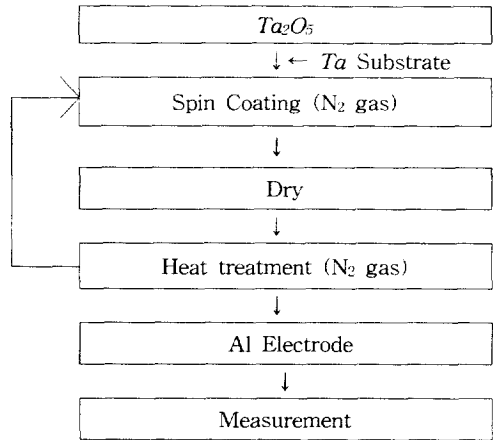 Ta₂O₅
↓ ← Ta Substrate
Spin Coating (N₂ gas)
↓
Dry
↓
Heat treatment (N₂ gas)
↓
Al Electrode
↓
Measurement